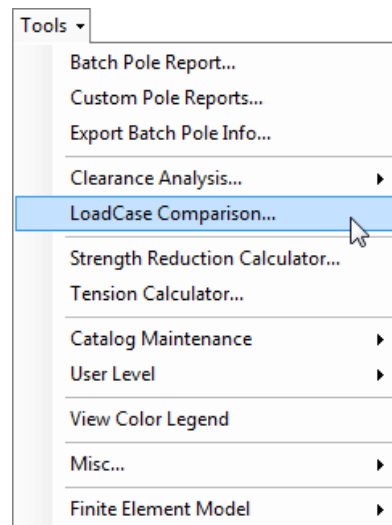 Tools
Batch Pole Report...
Custom Pole Reports...
Export Batch Pole Info...
Clearance Analysis...
LoadCase Comparison...
Strength Reduction Calculator...
Tension Calculator...
Catalog Maintenance
User Level
View Color Legend
Misc...
Finite Element Model